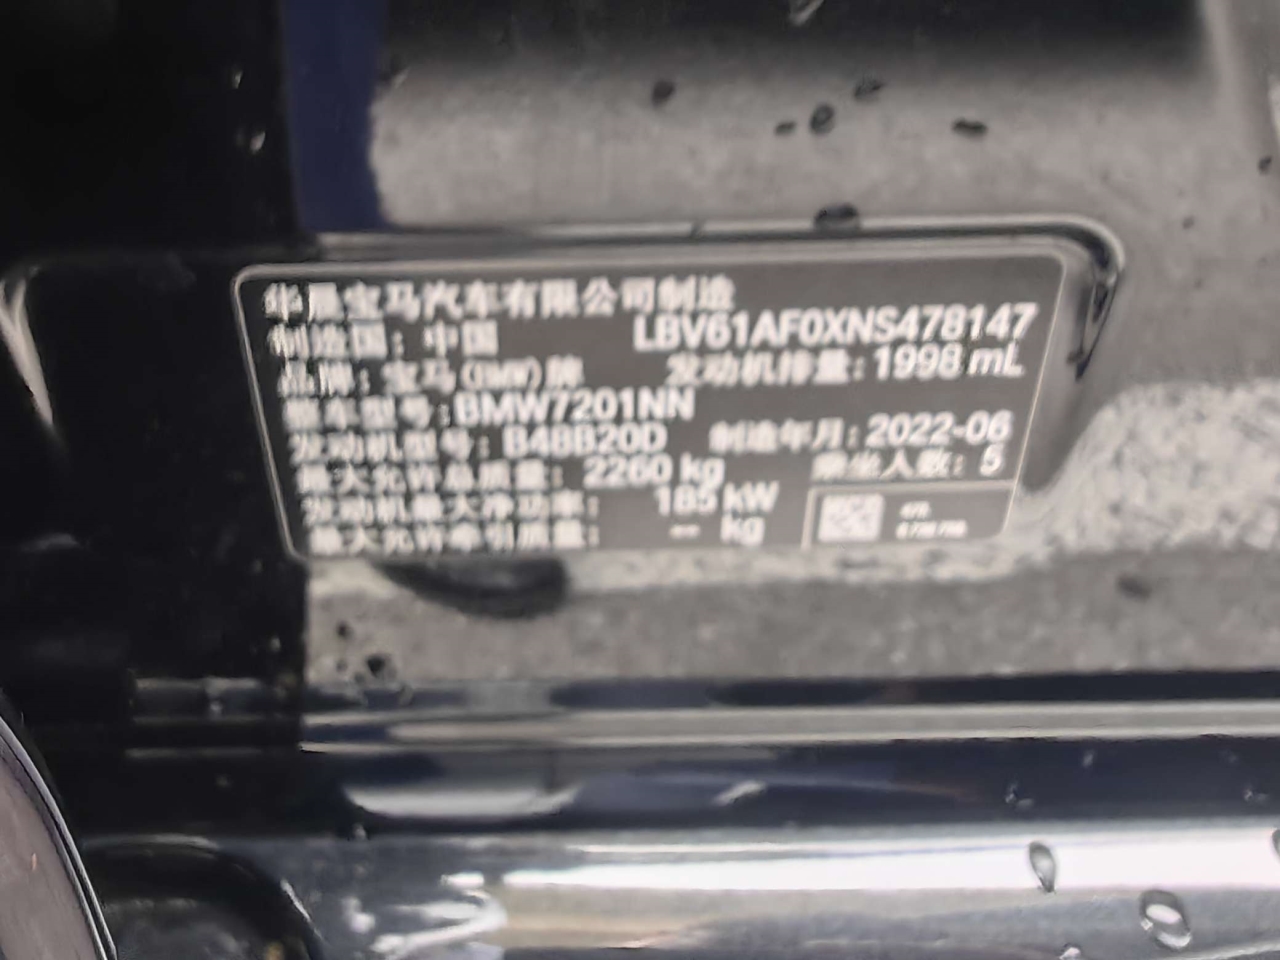 华晨宝马汽车有限公司制造
制造国：中国 LBV61AF0XNS478147
品牌：宝马(BMW)牌 发动机排量：1998 mL
整车型号：BMW7201NN
发动机型号：B48B20D 制造年月：2022-06
最大允许总质量：2260 kg 乘坐人数：5
发动机最大净功率：185 kW
最大允许牵引质量：-- kg